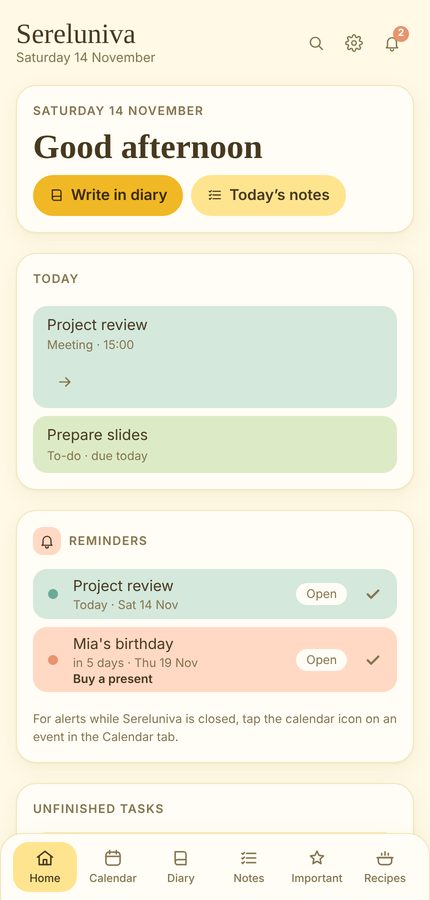 Sereluniva
Saturday 14 November
2
SATURDAY 14 NOVEMBER
Good afternoon
Write in diary
Today’s notes
TODAY
Project review
Meeting · 15:00
Prepare slides
To-do · due today
REMINDERS
Project review
Today · Sat 14 Nov
Open
Mia's birthday
in 5 days · Thu 19 Nov
Buy a present
Open
For alerts while Sereluniva is closed, tap the calendar icon on an
event in the Calendar tab.
UNFINISHED TASKS
Home
Calendar
Diary
Notes
Important
Recipes